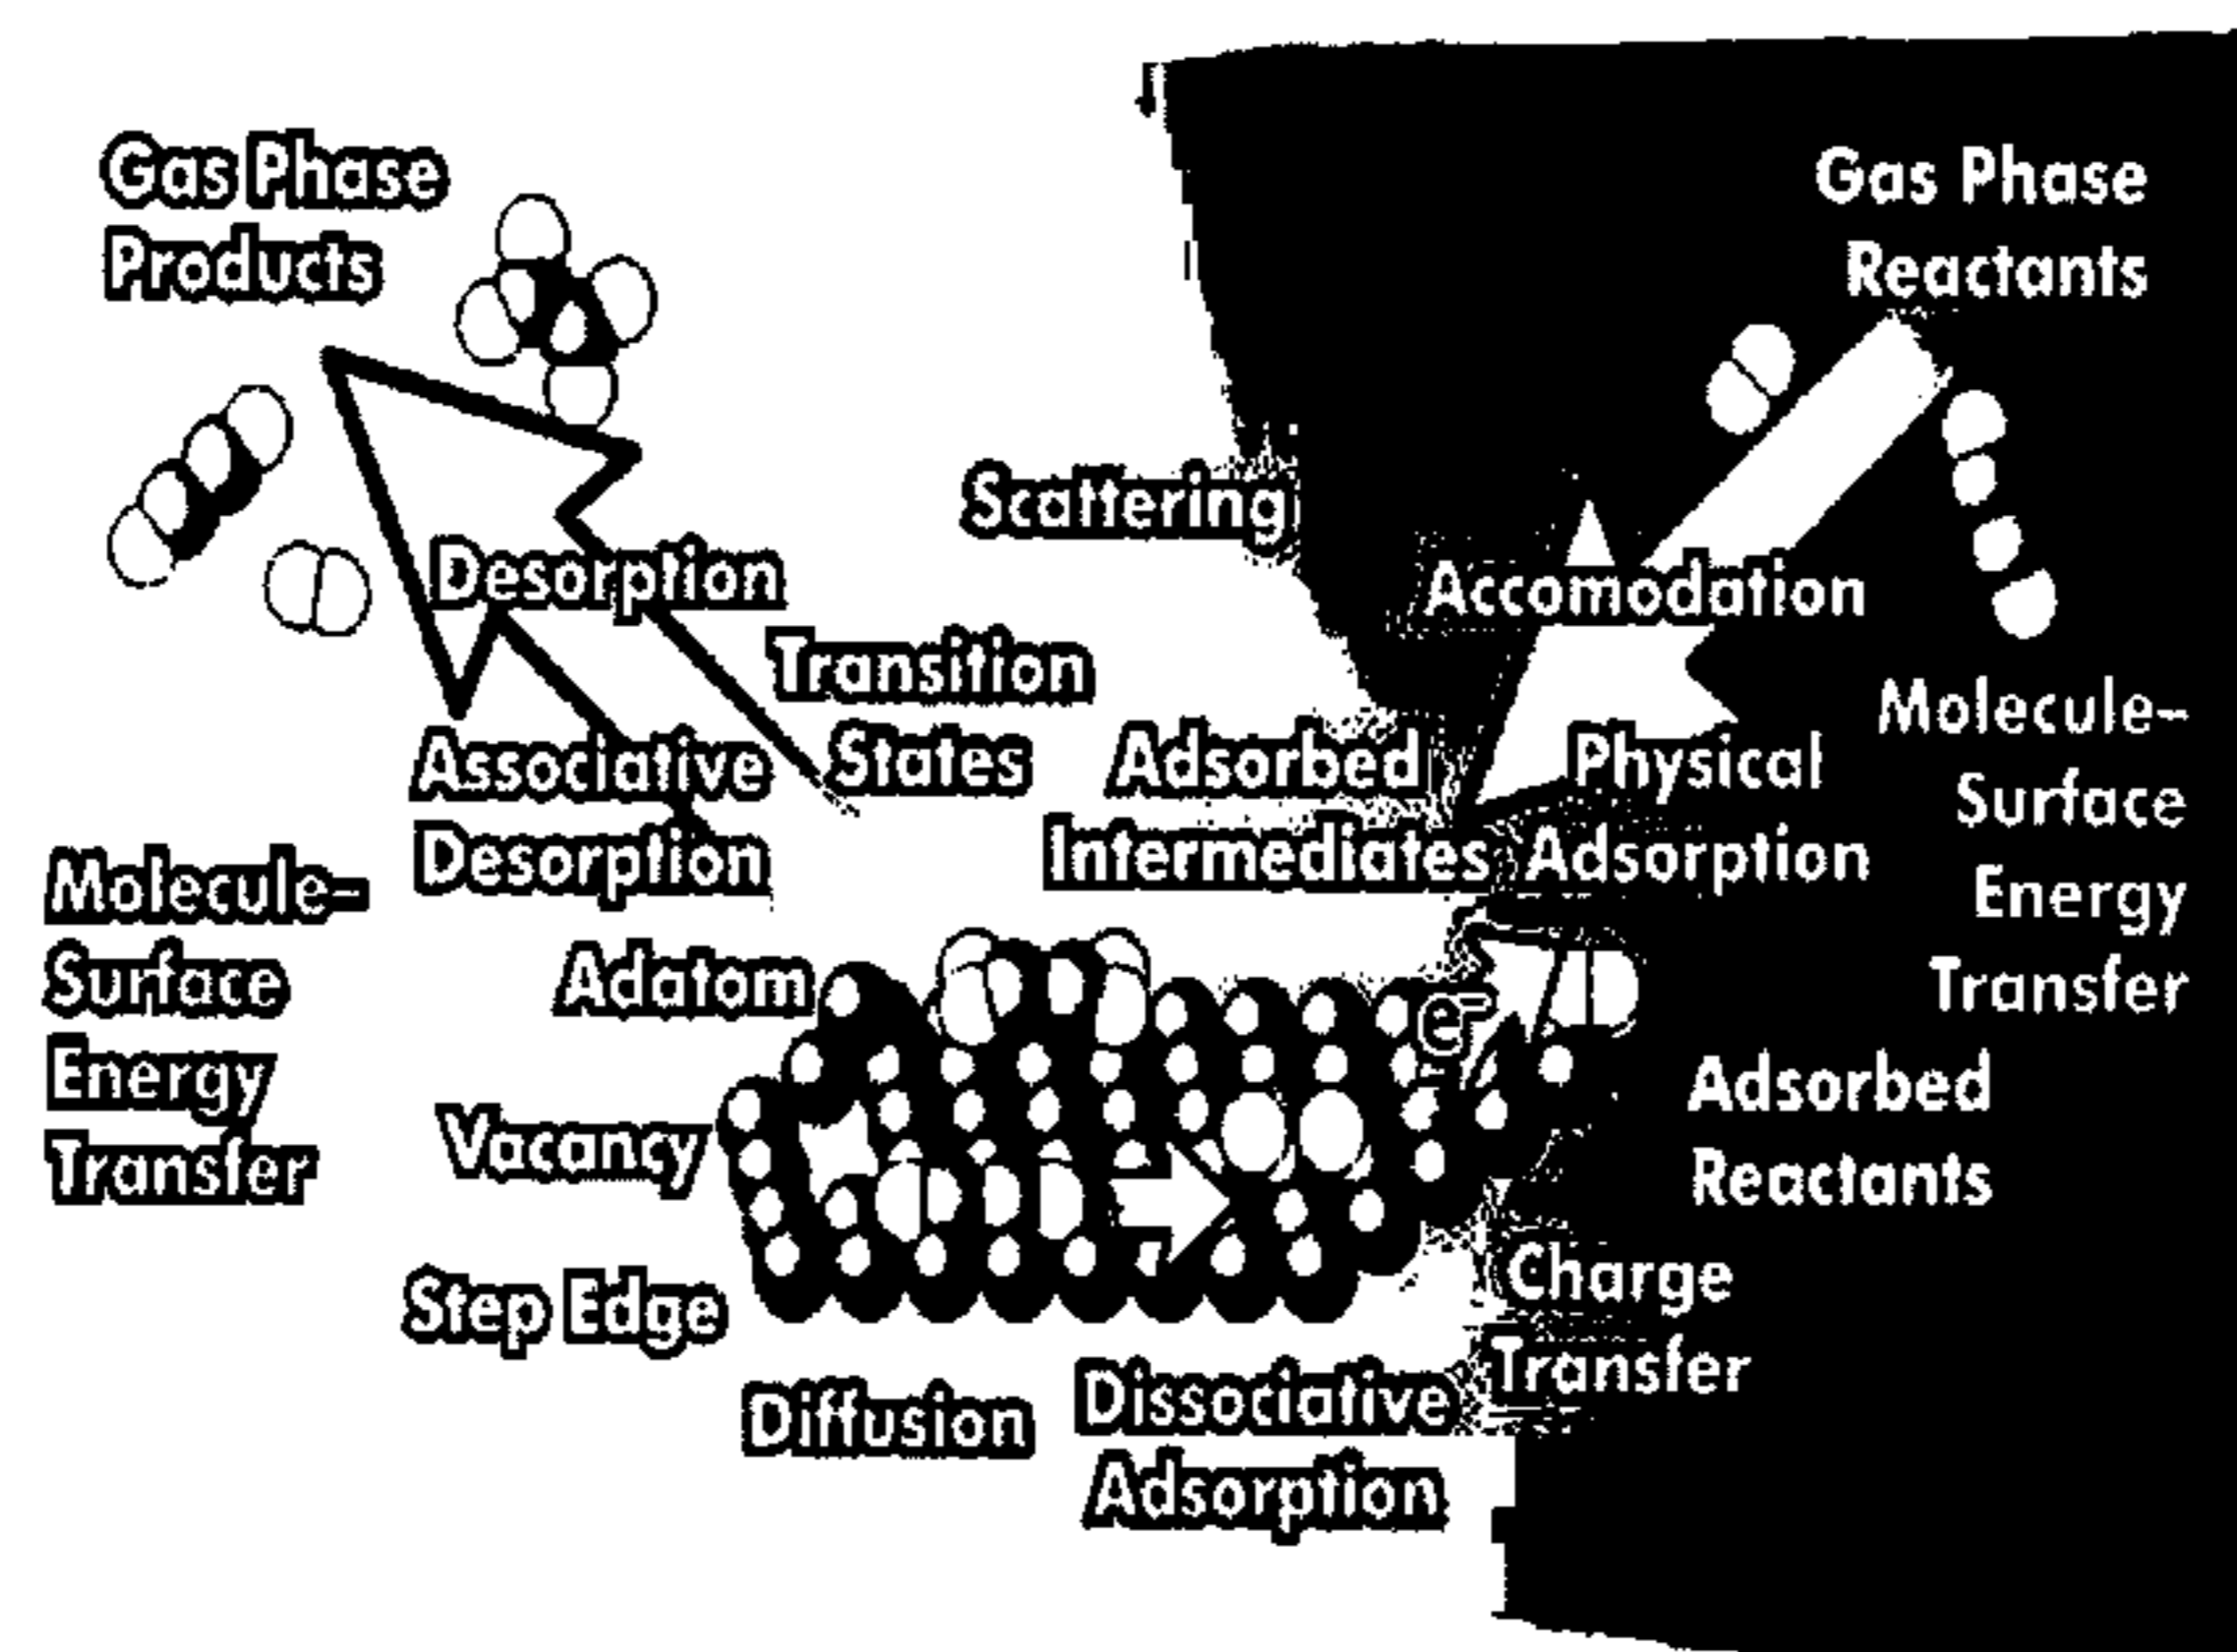 Gas Phase
Products
Gas Phase
Reactants
Scattering
Desorption
Accomodation
Transition
States
Associative
Desorption
Adsorbed
Intermediates
Physical
Adsorption
Molecule-
Surface
Energy
Transfer
Molecule-
Surface
Energy
Transfer
Adatom
e-
Vacancy
Adsorbed
Reactants
Step Edge
Charge
Transfer
Diffusion
Dissociative
Adsorption